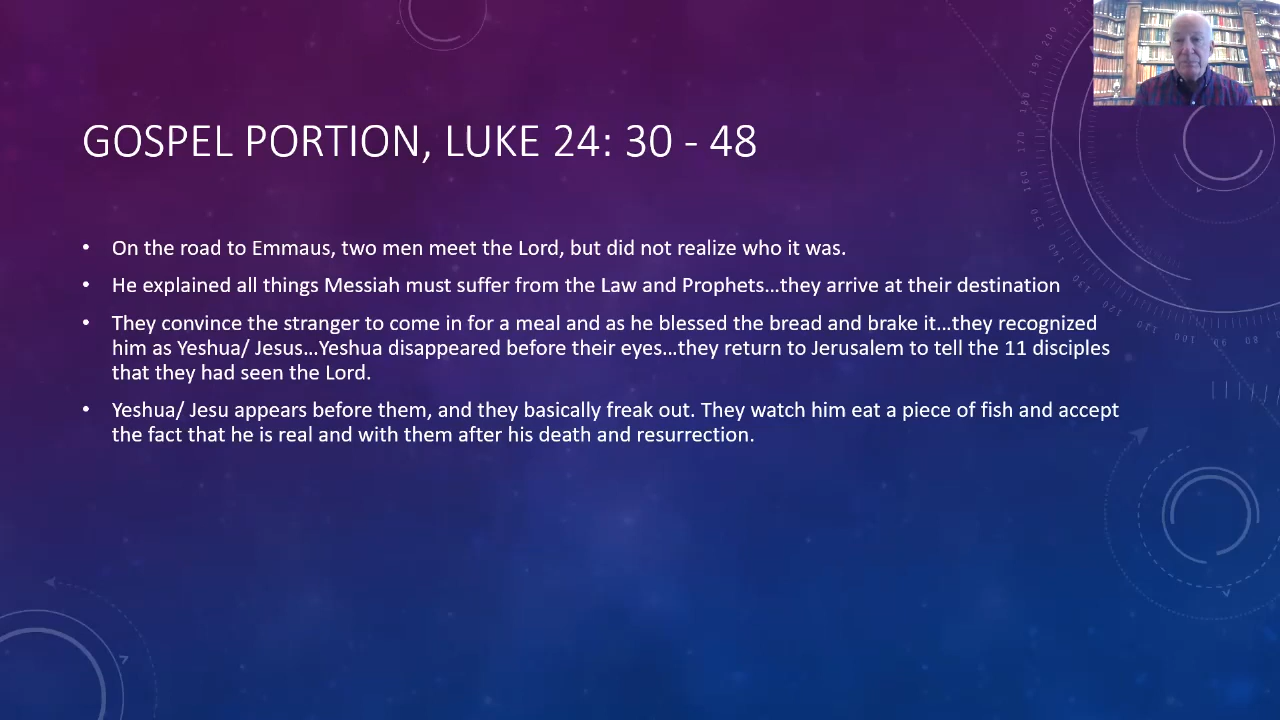 GOSPEL PORTION, LUKE 24: 30 - 48
• On the road to Emmaus, two men meet the Lord, but did not realize who it was.
• He explained all things Messiah must suffer from the Law and Prophets…they arrive at their destination
• They convince the stranger to come in for a meal and as he blessed the bread and brake it…they recognized
him as Yeshua/ Jesus…Yeshua disappeared before their eyes…they return to Jerusalem to tell the 11 disciples
that they had seen the Lord.
• Yeshua/ Jesu appears before them, and they basically freak out. They watch him eat a piece of fish and accept
the fact that he is real and with them after his death and resurrection.